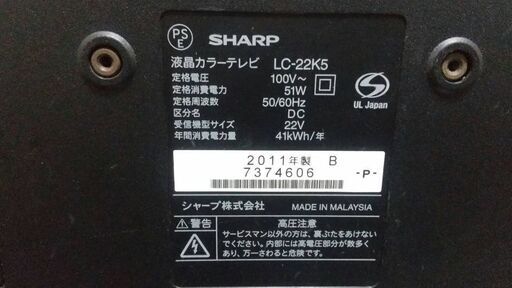 PS
E
SHARP
液晶カラーテレビ LC-22K5
定格電圧 100V〜
定格消費電力 51W
定格周波数 50/60Hz
区分名 DC
受信機型サイズ 22V
年間消費電力量 41kWh/年
UL Japan
2011年製 B
7374606 -P-
シャープ株式会社 MADE IN MALAYSIA
⚠警告 高圧注意
サービスマン以外の方は、裏ぶたをあけない
でください。内部には高電圧部分が数多く
あり、万一さわると危険です。